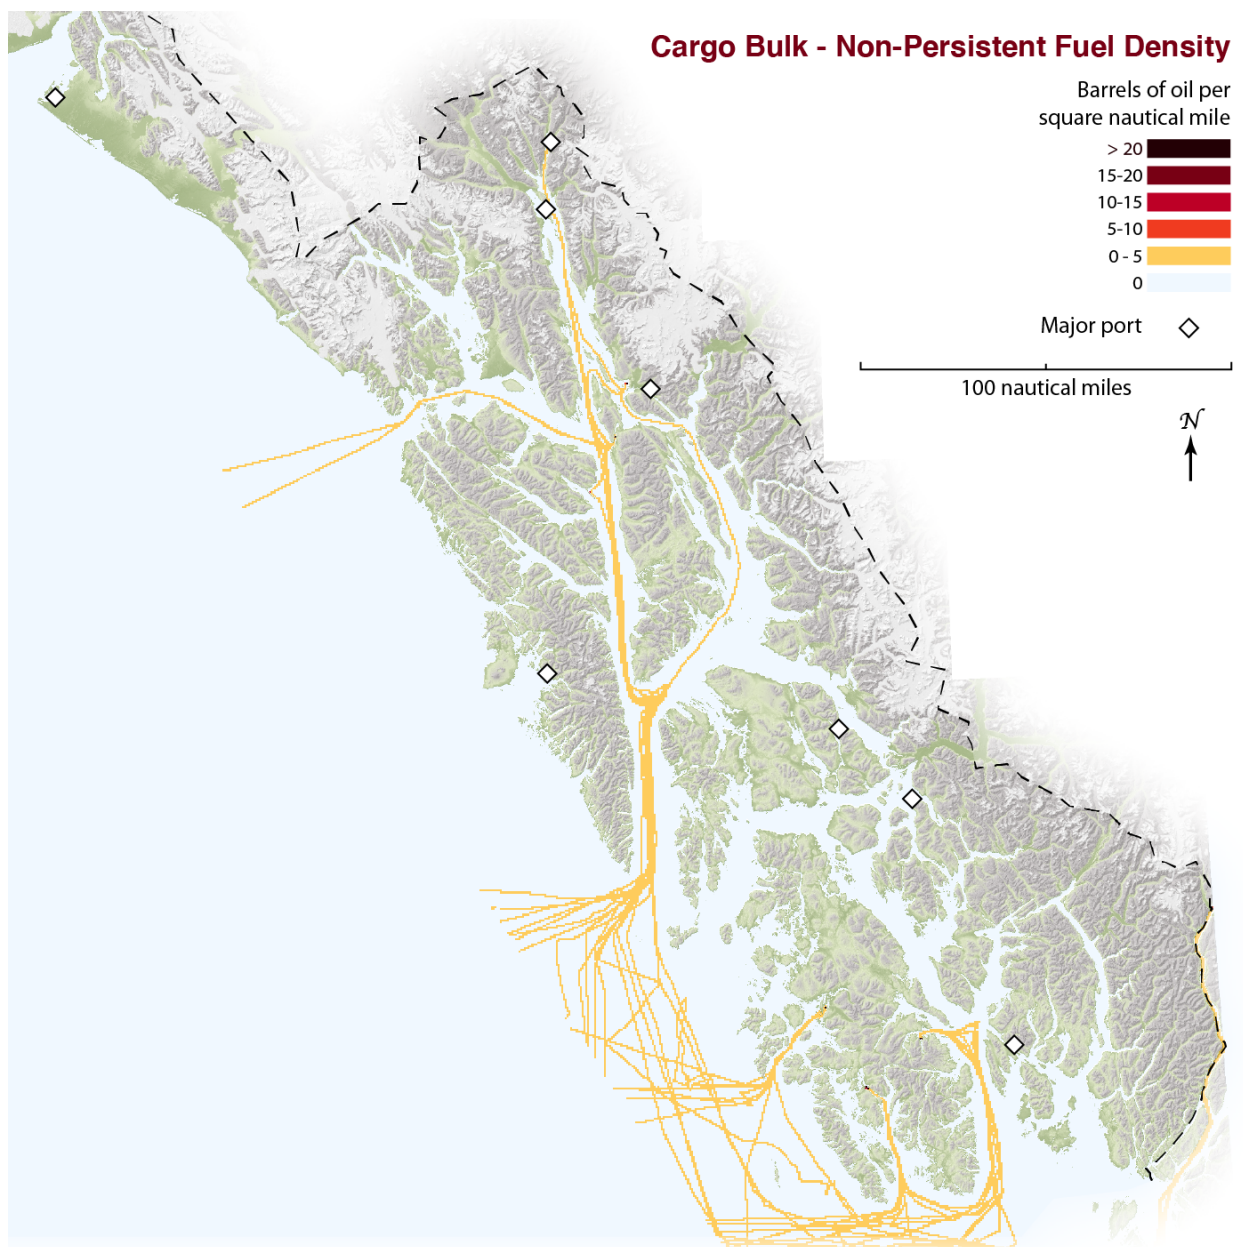 Cargo Bulk - Non-Persistent Fuel Density
Barrels of oil per
square nautical mile
> 20
15-20
10-15
5-10
0 - 5
0
Major port
100 nautical miles
N